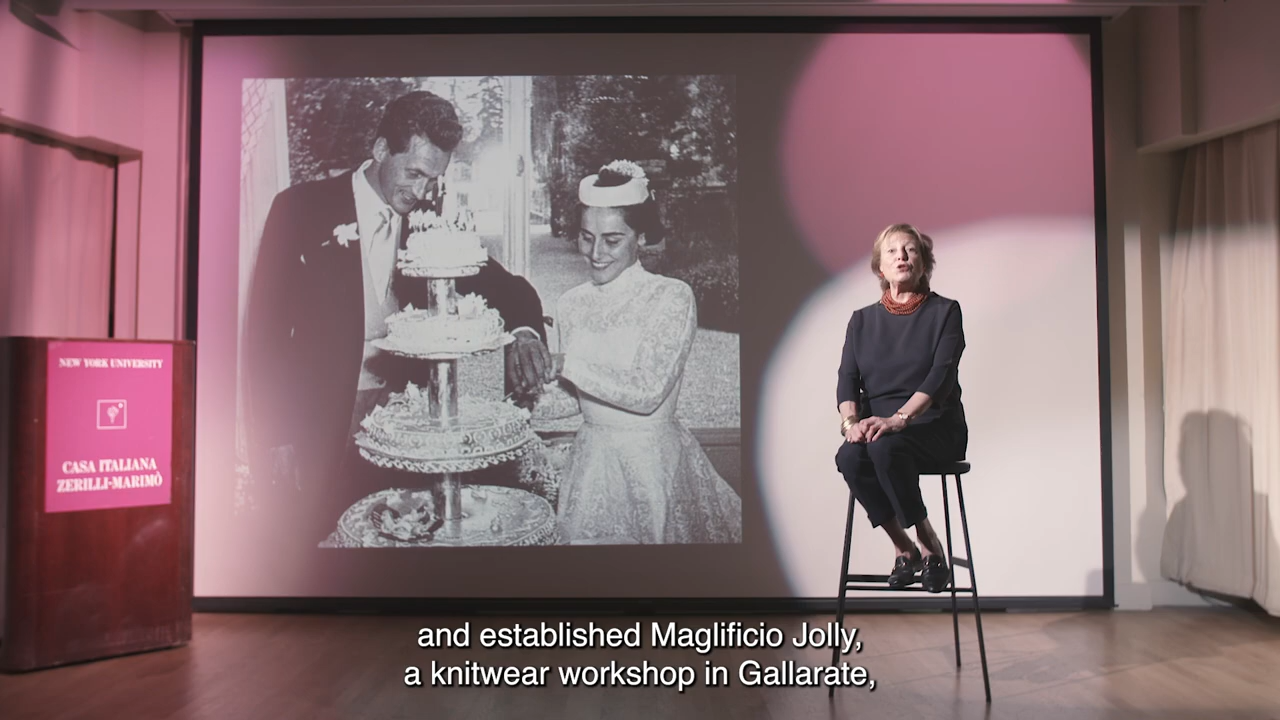 NEW YORK UNIVERSITY
CASA ITALIANA
ZERILLI-MARIMÒ
and established Maglificio Jolly,
a knitwear workshop in Gallarate,